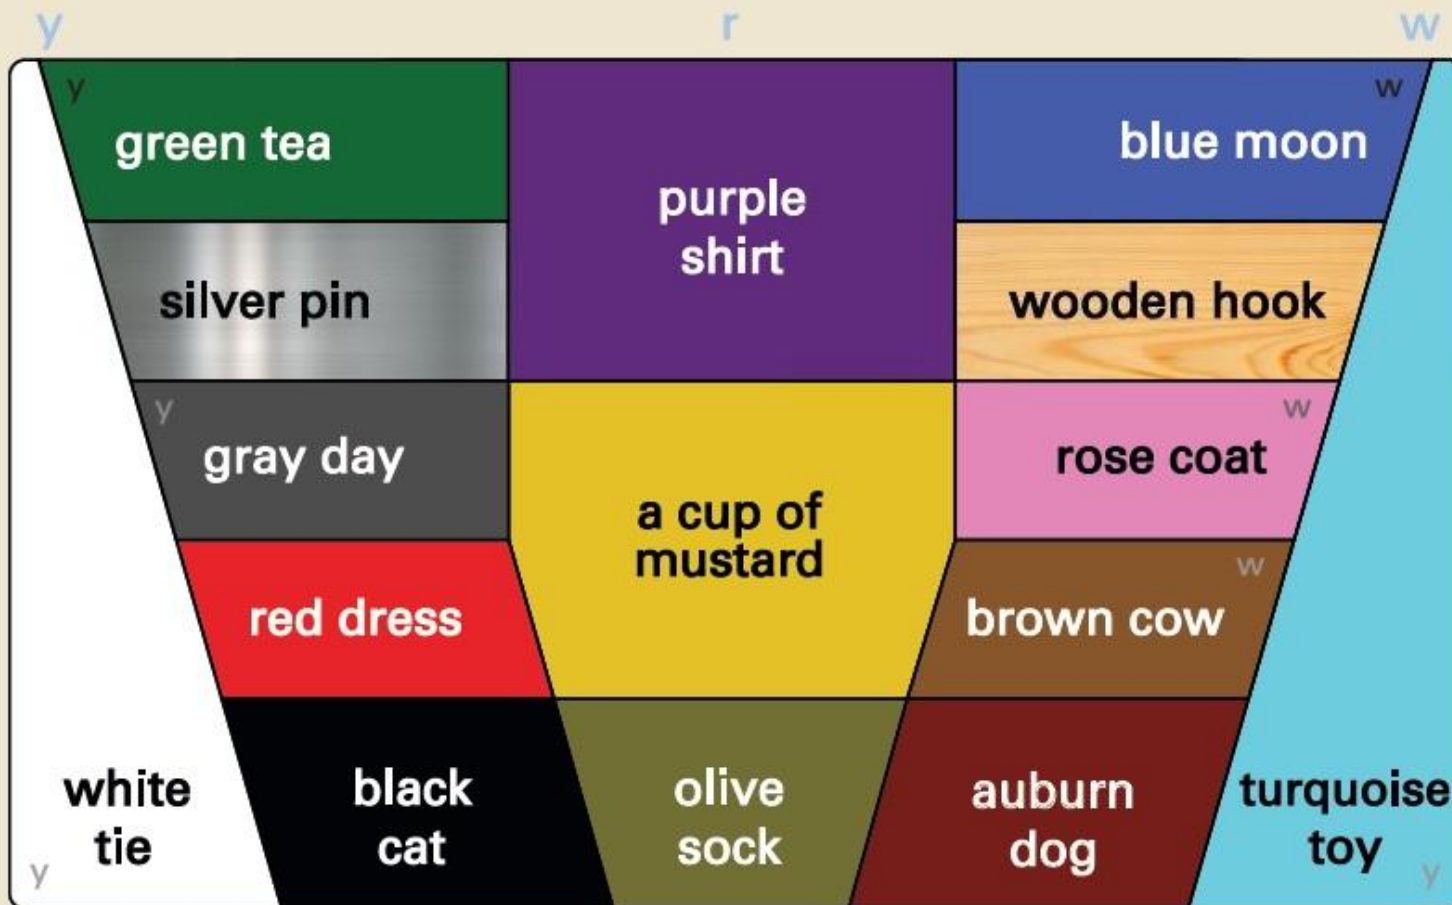 y r w
y
green tea
purple
shirt
w
blue moon
silver pin
wooden hook
y
gray day
a cup of
mustard
w
rose coat
red dress
w
brown cow
white
tie
y
black
cat
olive
sock
auburn
dog
turquoise
toy
y